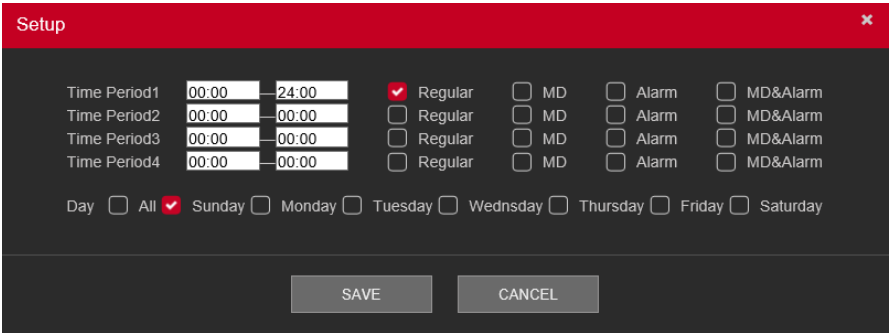 Setup
Time Period1 00:00 — 24:00 Regular MD Alarm MD&Alarm
Time Period2 00:00 — 00:00 Regular MD Alarm MD&Alarm
Time Period3 00:00 — 00:00 Regular MD Alarm MD&Alarm
Time Period4 00:00 — 00:00 Regular MD Alarm MD&Alarm
Day All Sunday Monday Tuesday Wednsday Thursday Friday Saturday
SAVE CANCEL